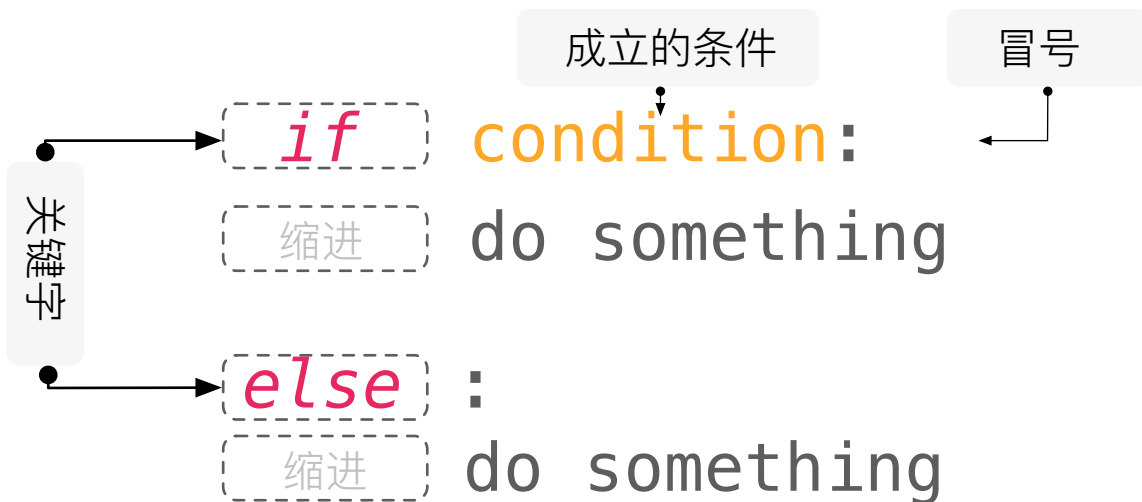 成立的条件
冒号
if condition:
关键字
缩进 do something
else :
缩进 do something